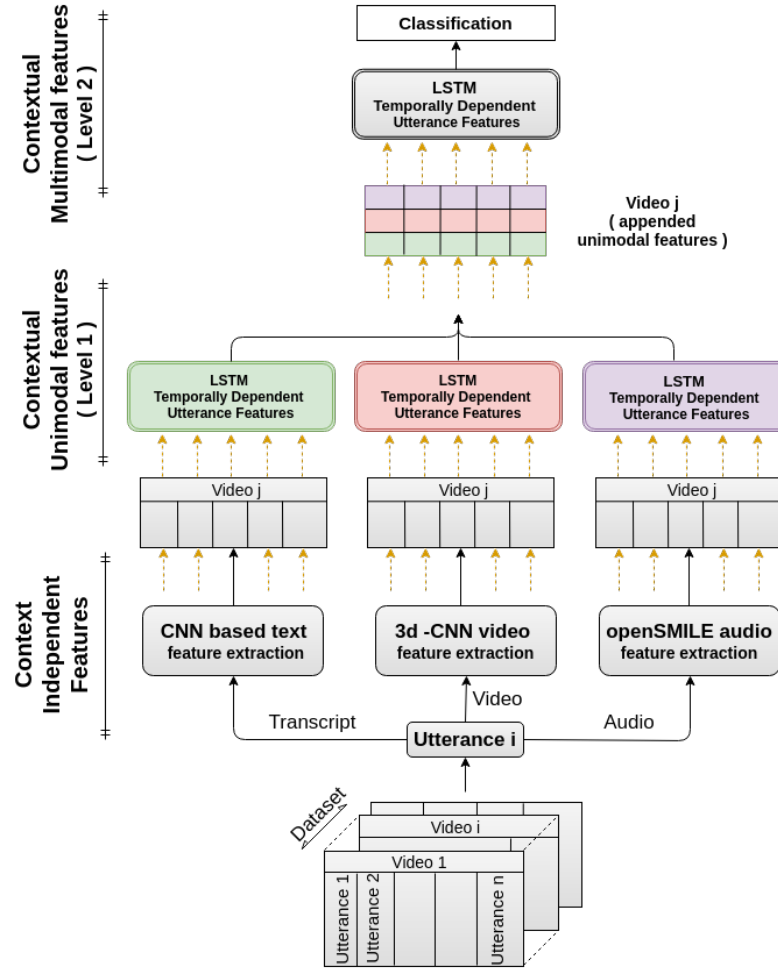 Classification
LSTM
Temporally Dependent
Utterance Features
Contextual
Multimodal features
( Level 2 )
Video j
( appended
unimodal features )
Contextual
Unimodal features
( Level 1 )
LSTM
Temporally Dependent
Utterance Features
LSTM
Temporally Dependent
Utterance Features
LSTM
Temporally Dependent
Utterance Features
Video j
Video j
Video j
Context
Independent
Features
CNN based text
feature extraction
3d -CNN video
feature extraction
openSMILE audio
feature extraction
Transcript
Video
Audio
Utterance i
Dataset
Video i
Video 1
Utterance 1
Utterance 2
Utterance n